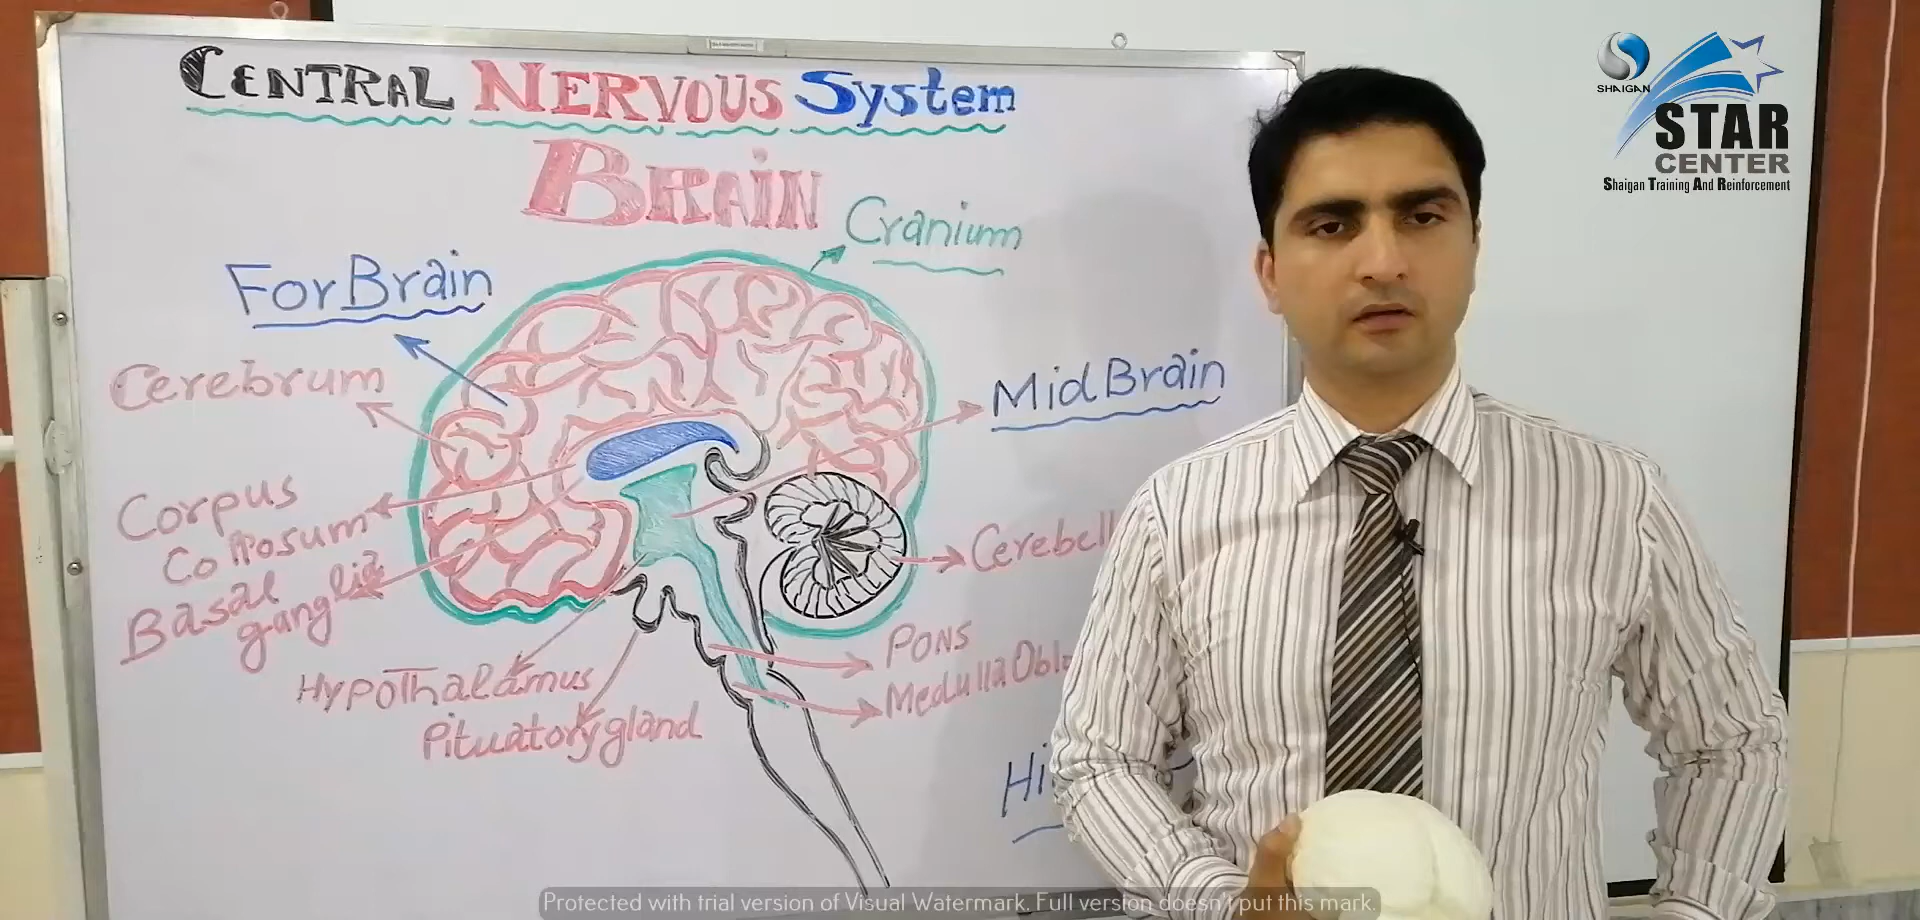 CENTRAL NERVOUS System
BRAIN
Cranium
ForBrain
Cerebrum
MidBrain
Corpus
Collosum
Basal
ganglia
Cerebell
Hypothalamus
Pituatory gland
PONS
Medulla Oblo
Hi
SHAIGAN
STAR
CENTER
Shaigan Training And Reinforcement
Protected with trial version of Visual Watermark. Full version doesn't put this mark.